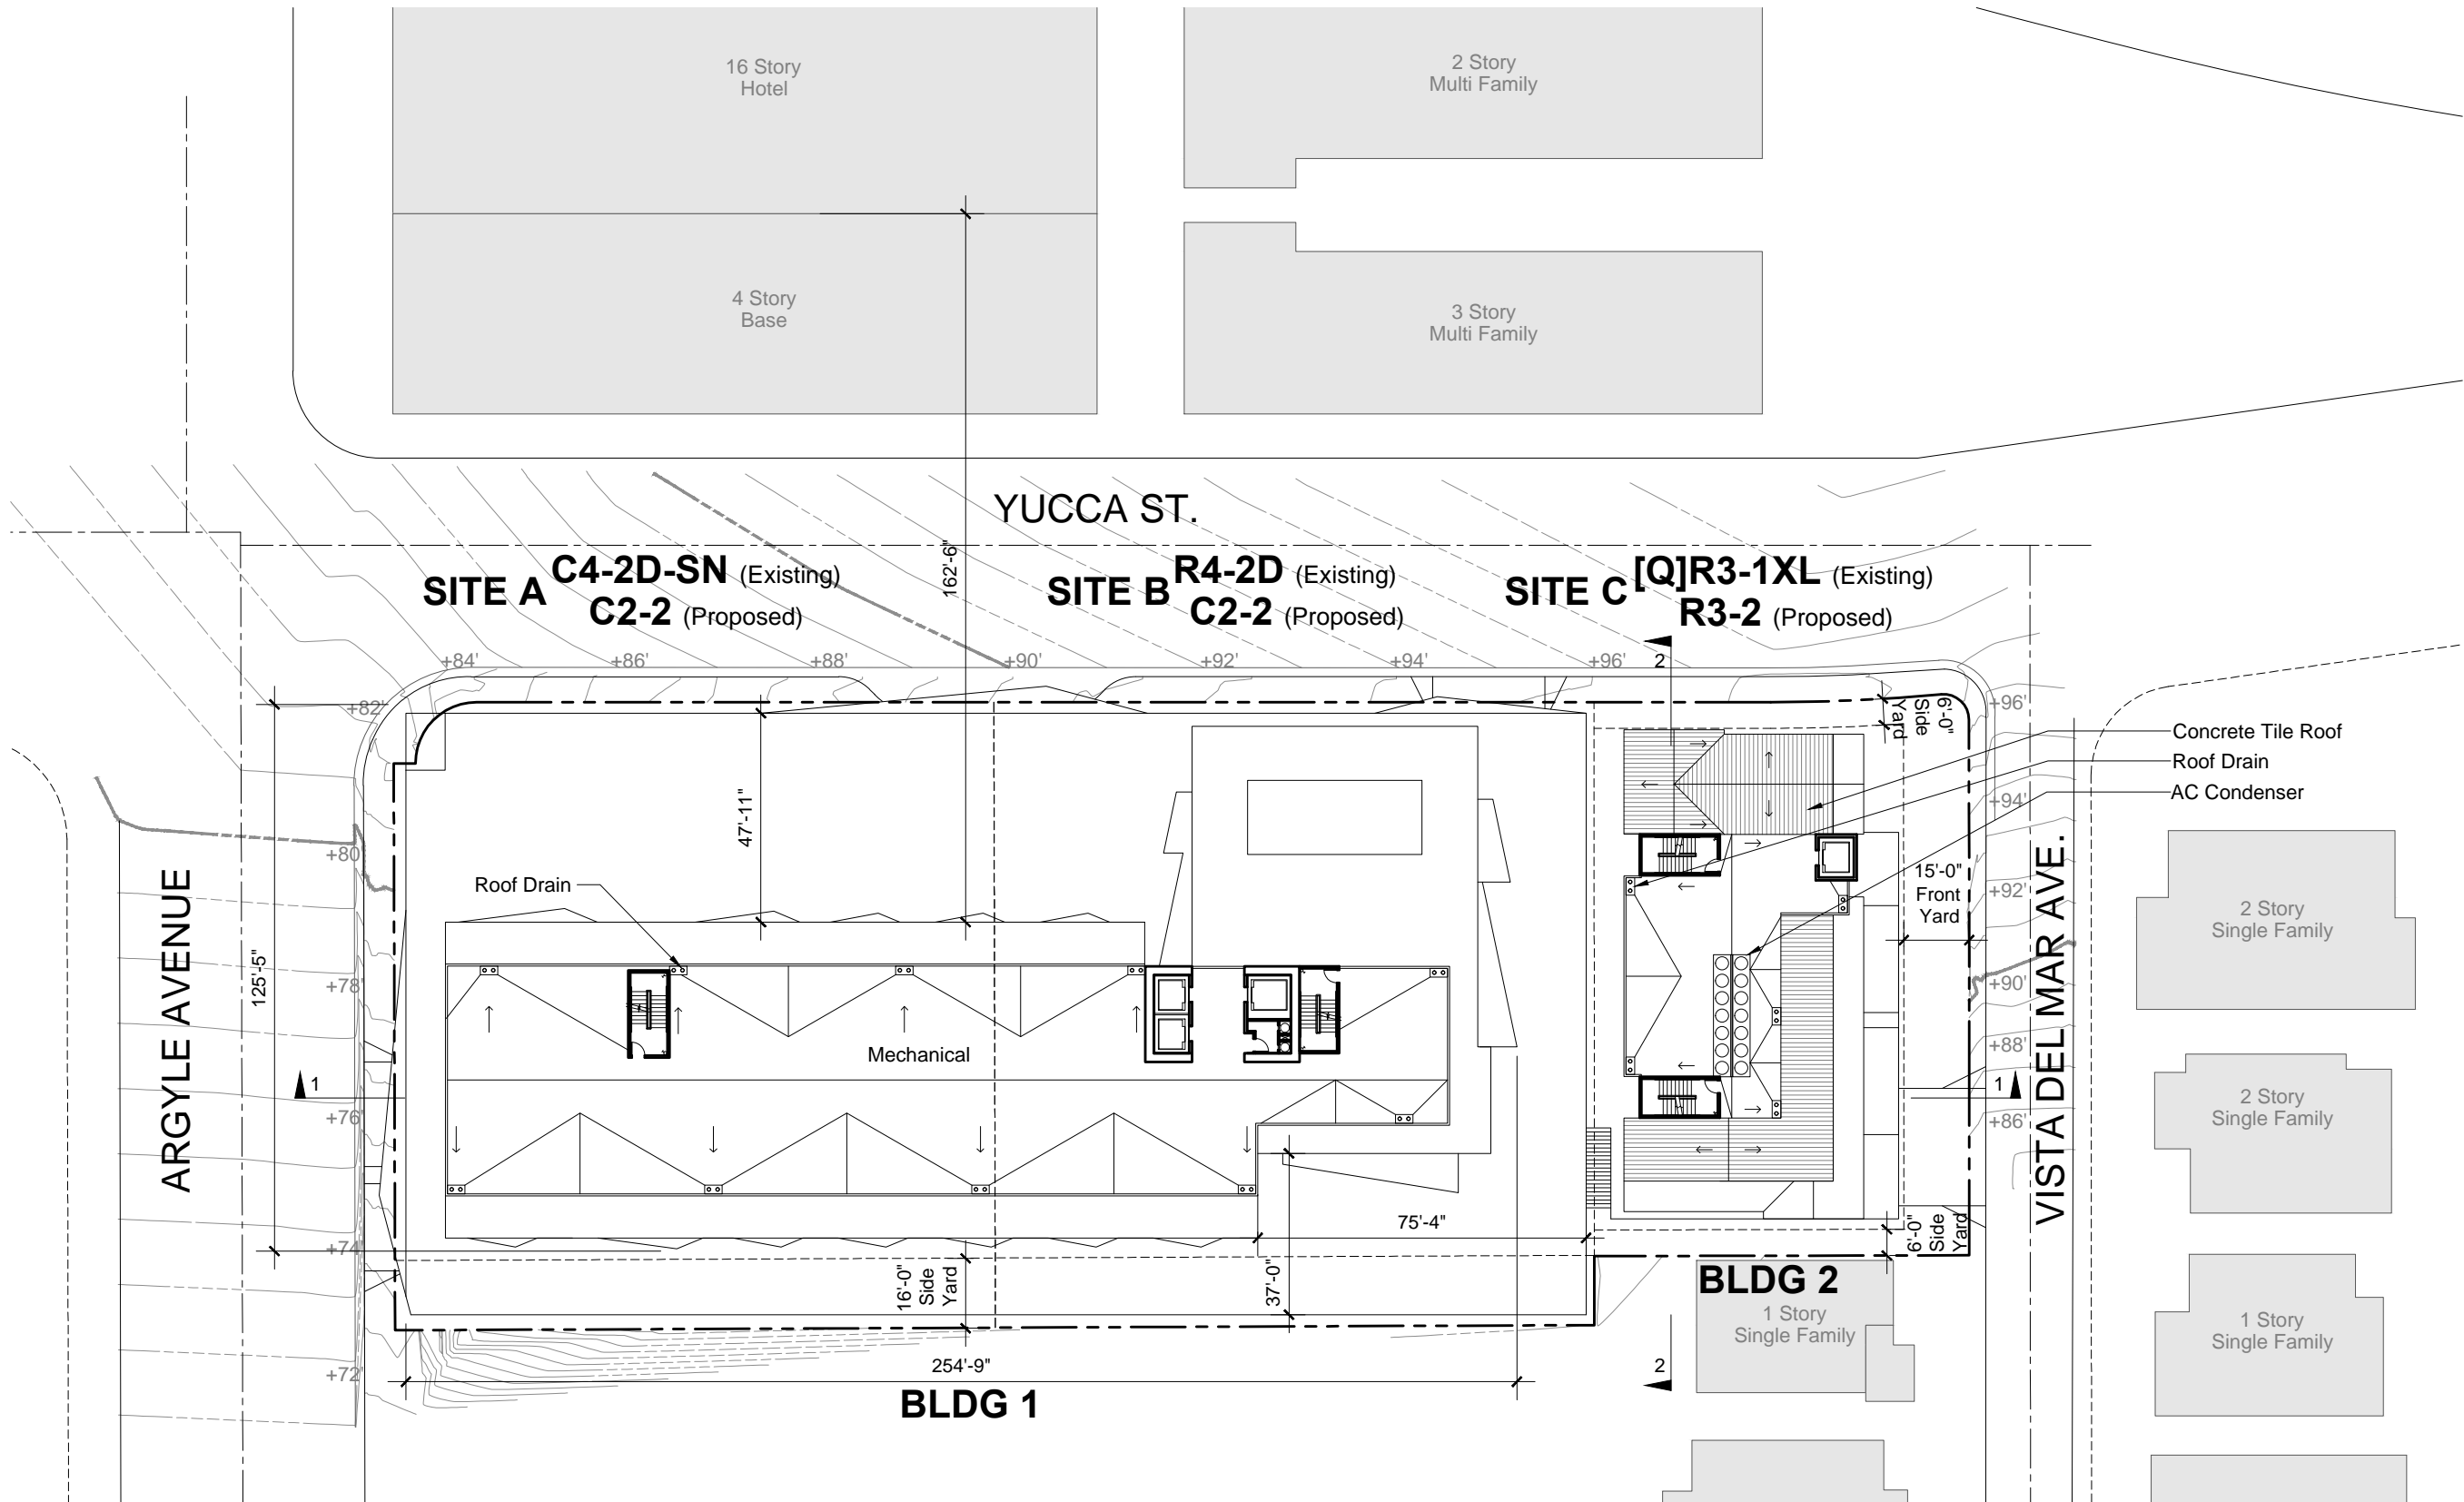 16 Story
Hotel
2 Story
Multi Family
4 Story
Base
3 Story
Multi Family
YUCCA ST.
162'-6"
SITE A
C4-2D-SN (Existing)
C2-2 (Proposed)
SITE B
R4-2D (Existing)
C2-2 (Proposed)
SITE C
[Q]R3-1XL (Existing)
R3-2 (Proposed)
2
+84'
+86'
+88'
+90'
+92'
+94'
+96'
+82'
+80'
+78'
+76'
+74'
+72'
+96'
+94'
+92'
+90'
+88'
+86'
6'-0"
Side
Yard
Concrete Tile Roof
Roof Drain
AC Condenser
47'-11"
Roof Drain
15'-0"
Front
Yard
ARGYLE AVENUE
125'-5"
VISTA DEL MAR AVE.
2 Story
Single Family
Mechanical
1
1
2 Story
Single Family
75'-4"
6'-0"
Side
Yard
16'-0"
Side
Yard
37'-0"
BLDG 2
1 Story
Single Family
1 Story
Single Family
254'-9"
2
BLDG 1